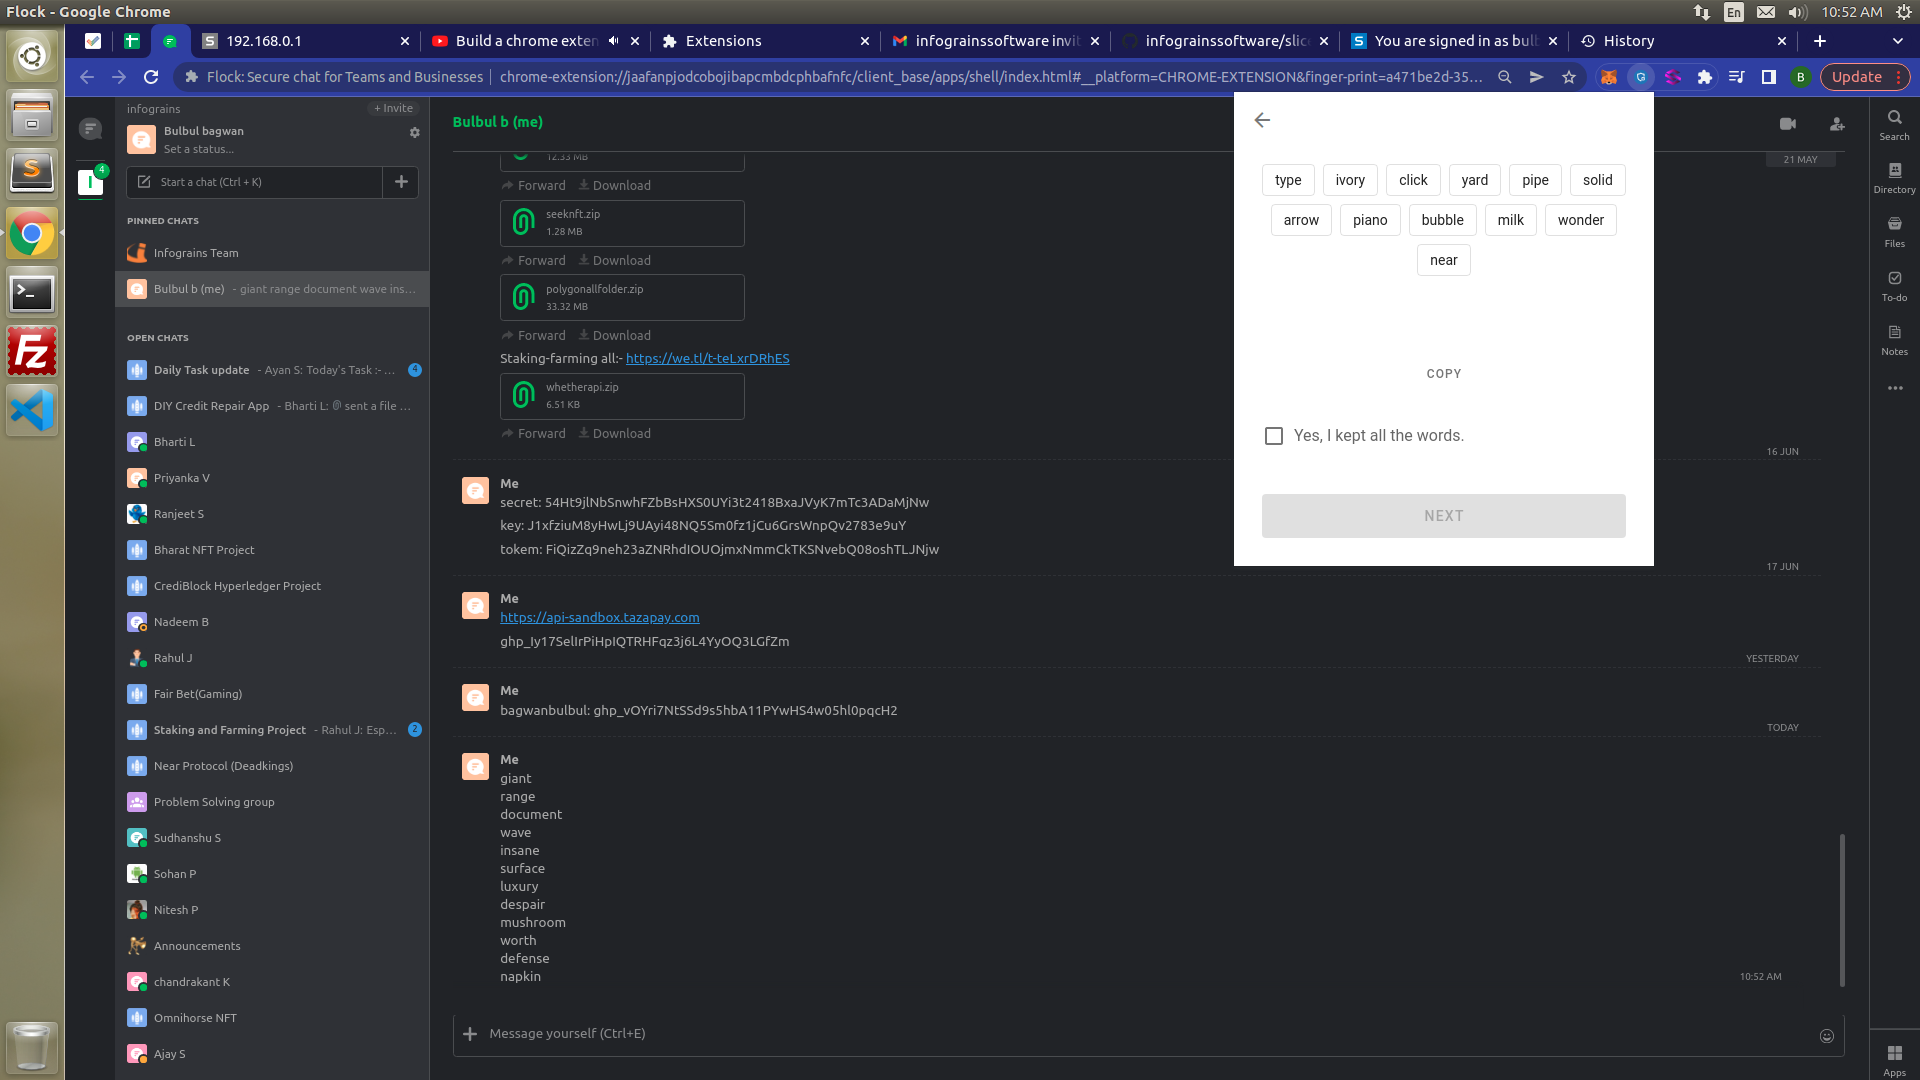 Flock - Google Chrome
En
10:52 AM
192.168.0.1
Build a chrome exten
Extensions
infograinssoftware invit
infograinssoftware/slic
You are signed in as bul
History
Flock: Secure chat for Teams and Businesses
chrome-extension://jaafanpjodcobojibapcmbdcphbafnfc/client_base/apps/shell/index.html#__platform=CHROME-EXTENSION&finger-print=a471be2d-35...
Update
infograins
+ Invite
Bulbul bagwan
Set a status...
4
Start a chat (Ctrl + K)
PINNED CHATS
Infograins Team
Bulbul b (me) - giant range document wave ins...
OPEN CHATS
Daily Task update - Ayan S: Today's Task :- ... 4
DIY Credit Repair App - Bharti L: sent a file ...
Bharti L
Priyanka V
Ranjeet S
Bharat NFT Project
CrediBlock Hyperledger Project
Nadeem B
Rahul J
Fair Bet(Gaming)
Staking and Farming Project - Rahul J: Esp... 2
Near Protocol (Deadkings)
Problem Solving group
Sudhanshu S
Sohan P
Nitesh P
Announcements
chandrakant K
Omnihorse NFT
Ajay S
Bulbul b (me)
21 MAY
12.33 MB
Forward Download
seeknft.zip
1.28 MB
Forward Download
polygonallfolder.zip
33.32 MB
Forward Download
Staking-farming all:- https://we.tl/t-teLxrDRhES
whetherapi.zip
6.51 KB
Forward Download
16 JUN
Me
secret: 54Ht9jlNbSnwhFZbBsHXS0UYi3t2418BxaJVyK7mTc3ADaMjNw
key: J1xfziuM8yHwLj9UAyi48NQ5Sm0fz1jCu6GrsWnpQv2783e9uY
tokem: FiQizZq9neh23aZNRhdIOUOjmxNmmCkTKSNvebQ08oshTLJNjw
17 JUN
Me
https://api-sandbox.tazapay.com
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
YESTERDAY
Me
bagwanbulbul: 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
TODAY
Me
giant
range
document
wave
insane
surface
luxury
despair
mushroom
worth
defense
napkin
10:52 AM
Message yourself (Ctrl+E)
type ivory click yard pipe solid
arrow piano bubble milk wonder
near
COPY
Yes, I kept all the words.
NEXT
Search
Directory
Files
To-do
Notes
Apps